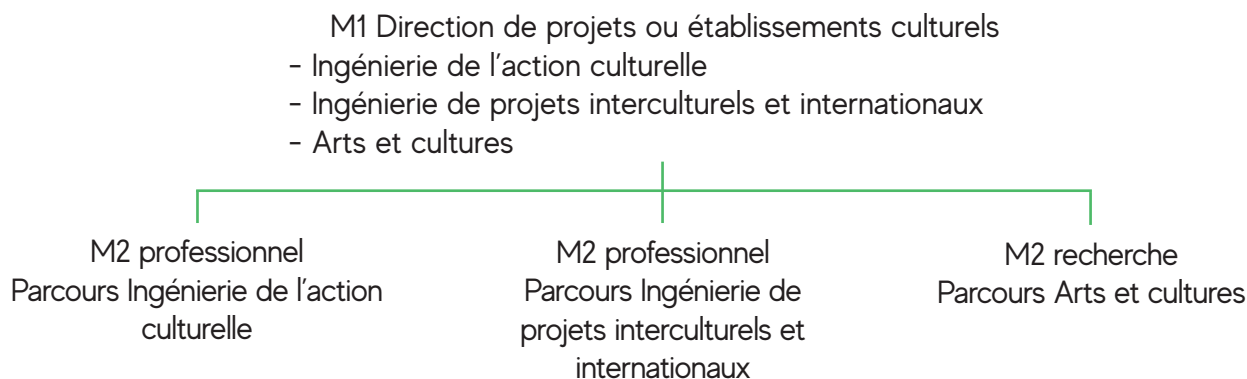 M1 Direction de projets ou établissements culturels
- Ingénierie de l'action culturelle
- Ingénierie de projets interculturels et internationaux
- Arts et cultures
M2 professionnel
Parcours Ingénierie de l'action
culturelle
M2 professionnel
Parcours Ingénierie de
projets interculturels et
internationaux
M2 recherche
Parcours Arts et cultures